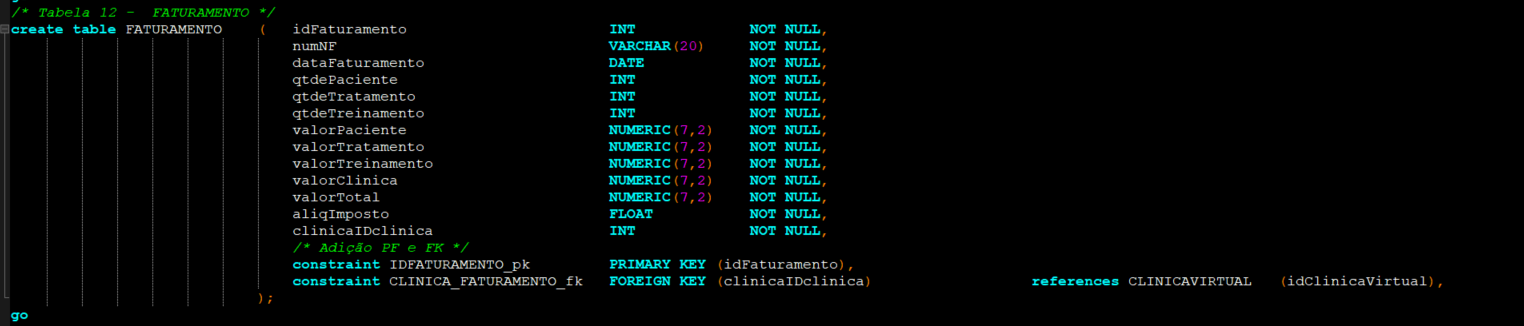 /* Tabela 12 - FATURAMENTO */
create table FATURAMENTO ( idFaturamento INT NOT NULL,
numNF VARCHAR(20) NOT NULL,
dataFaturamento DATE NOT NULL,
qtdePaciente INT NOT NULL,
qtdeTratamento INT NOT NULL,
qtdeTreinamento INT NOT NULL,
valorPaciente NUMERIC(7,2) NOT NULL,
valorTratamento NUMERIC(7,2) NOT NULL,
valorTreinamento NUMERIC(7,2) NOT NULL,
valorClinica NUMERIC(7,2) NOT NULL,
valorTotal NUMERIC(7,2) NOT NULL,
aliqImposto FLOAT NOT NULL,
clinicaIDclinica INT NOT NULL,
/* Adição PF e FK */
constraint IDFATURAMENTO_pk PRIMARY KEY (idFaturamento),
constraint CLINICA_FATURAMENTO_fk FOREIGN KEY (clinicaIDclinica) references CLINICAVIRTUAL (idClinicaVirtual),
);
go